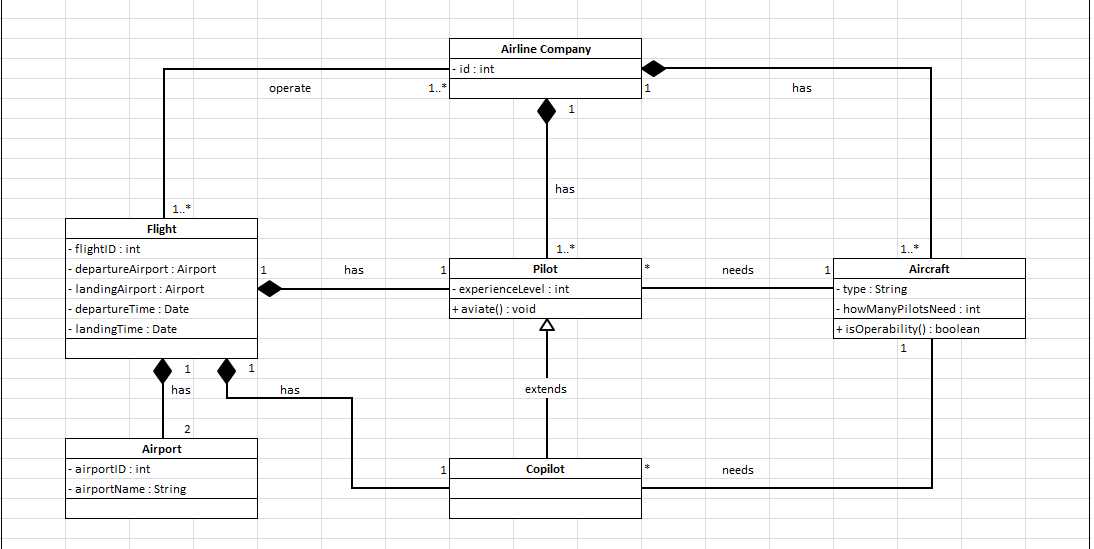 Airline Company
- id : int
operate
1..*
1
has
1
has
1..*
1..*
1..*
Flight
- flightID : int
- departureAirport : Airport
- landingAirport : Airport
- departureTime : Date
- landingTime : Date
1
has
1
Pilot
- experienceLevel : int
+ aviate() : void
*
needs
1
Aircraft
- type : String
- howManyPilotsNeed : int
+ isOperability() : boolean
1
1
1
has
has
extends
2
Airport
- airportID : int
- airportName : String
1
Copilot
*
needs